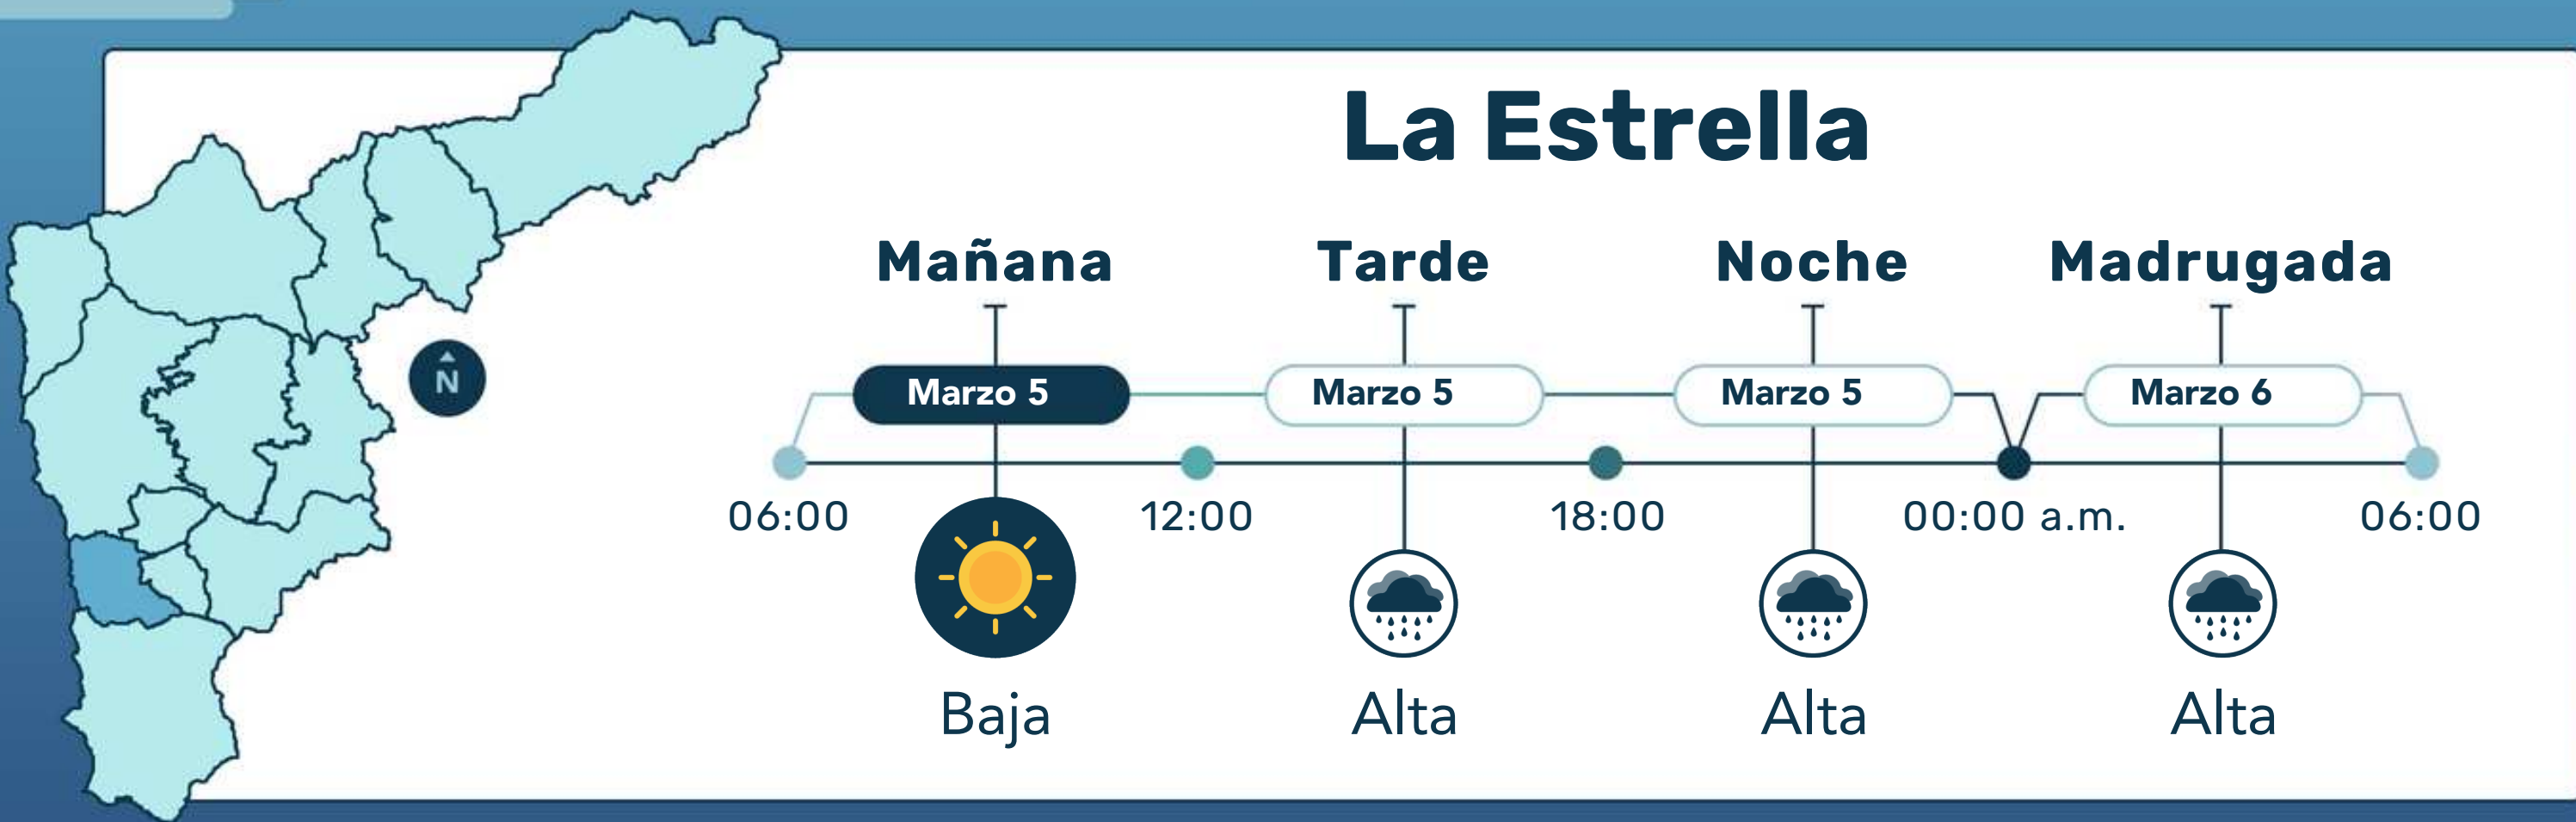 La Estrella
Mañana Tarde Noche Madrugada
N
Marzo 5 Marzo 5 Marzo 5 Marzo 6
06:00 12:00 18:00 00:00 a.m. 06:00
Baja Alta Alta Alta